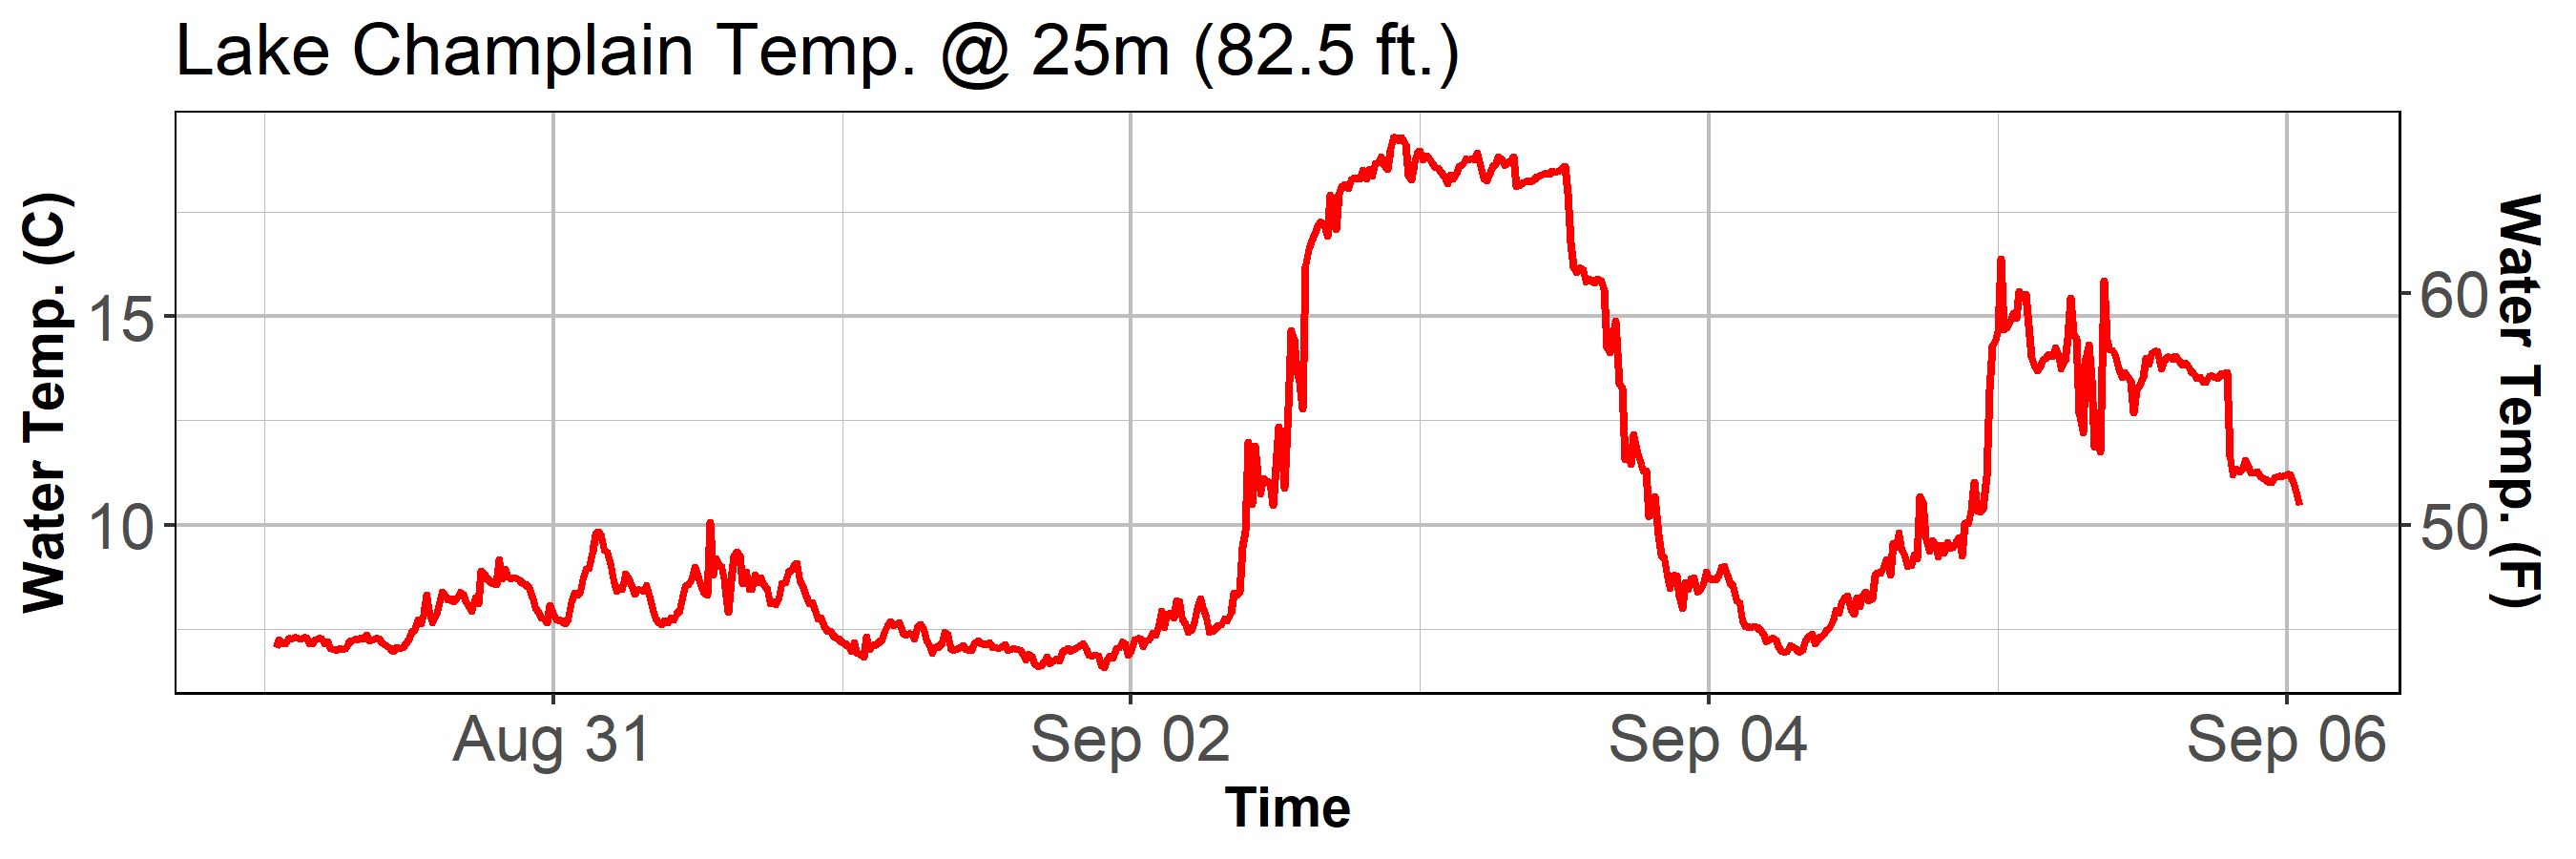 Lake Champlain Temp. @ 25m (82.5 ft.)
Water Temp. (C)
15
10
60
50
Water Temp. (F)
Aug 31
Sep 02
Sep 04
Sep 06
Time